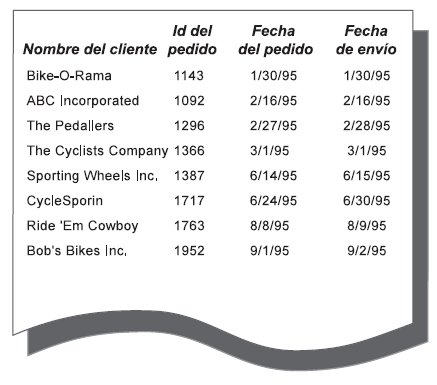 Nombre del cliente Id del pedido Fecha del pedido Fecha de envío
Bike-O-Rama 1143 1/30/95 1/30/95
ABC Incorporated 1092 2/16/95 2/16/95
The Pedallers 1296 2/27/95 2/28/95
The Cyclists Company 1366 3/1/95 3/1/95
Sporting Wheels Inc. 1387 6/14/95 6/15/95
CycleSporin 1717 6/24/95 6/30/95
Ride 'Em Cowboy 1763 8/8/95 8/9/95
Bob's Bikes Inc. 1952 9/1/95 9/2/95